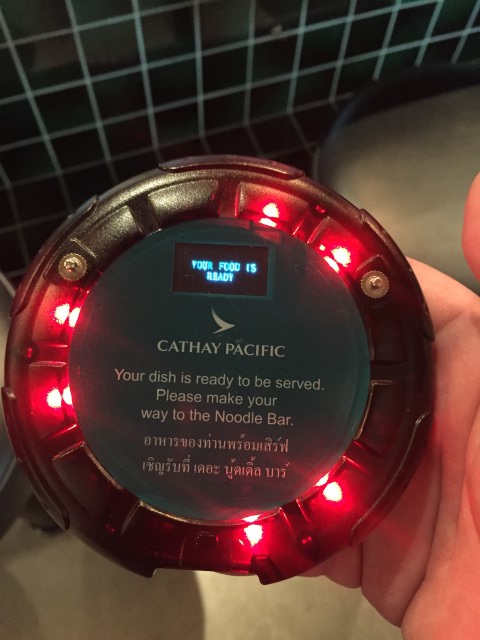 YOUR FOOD IS
READY
CATHAY PACIFIC
Your dish is ready to be served.
Please make your
way to the Noodle Bar.
อาหารของท่านพร้อมเสิร์ฟ
เชิญรับที่ เดอะ นู้ดเดิ้ล บาร์